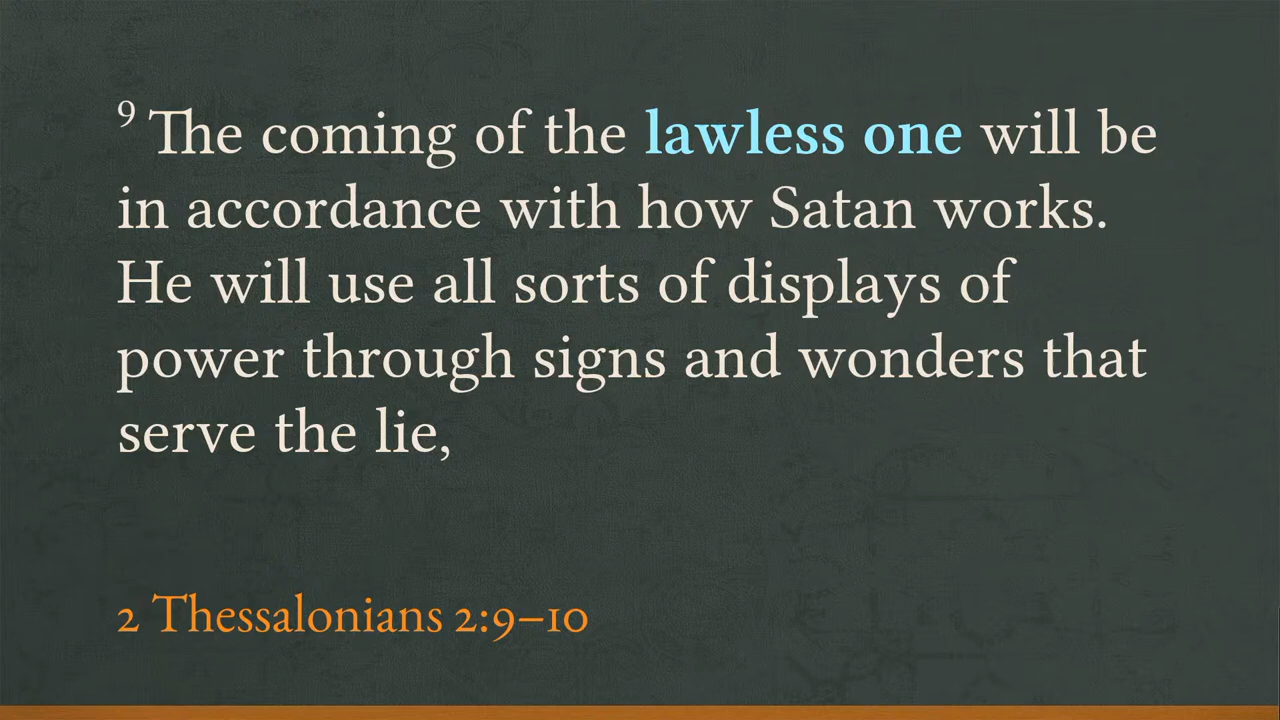 9 The coming of the lawless one will be
in accordance with how Satan works.
He will use all sorts of displays of
power through signs and wonders that
serve the lie,
2 Thessalonians 2:9–10